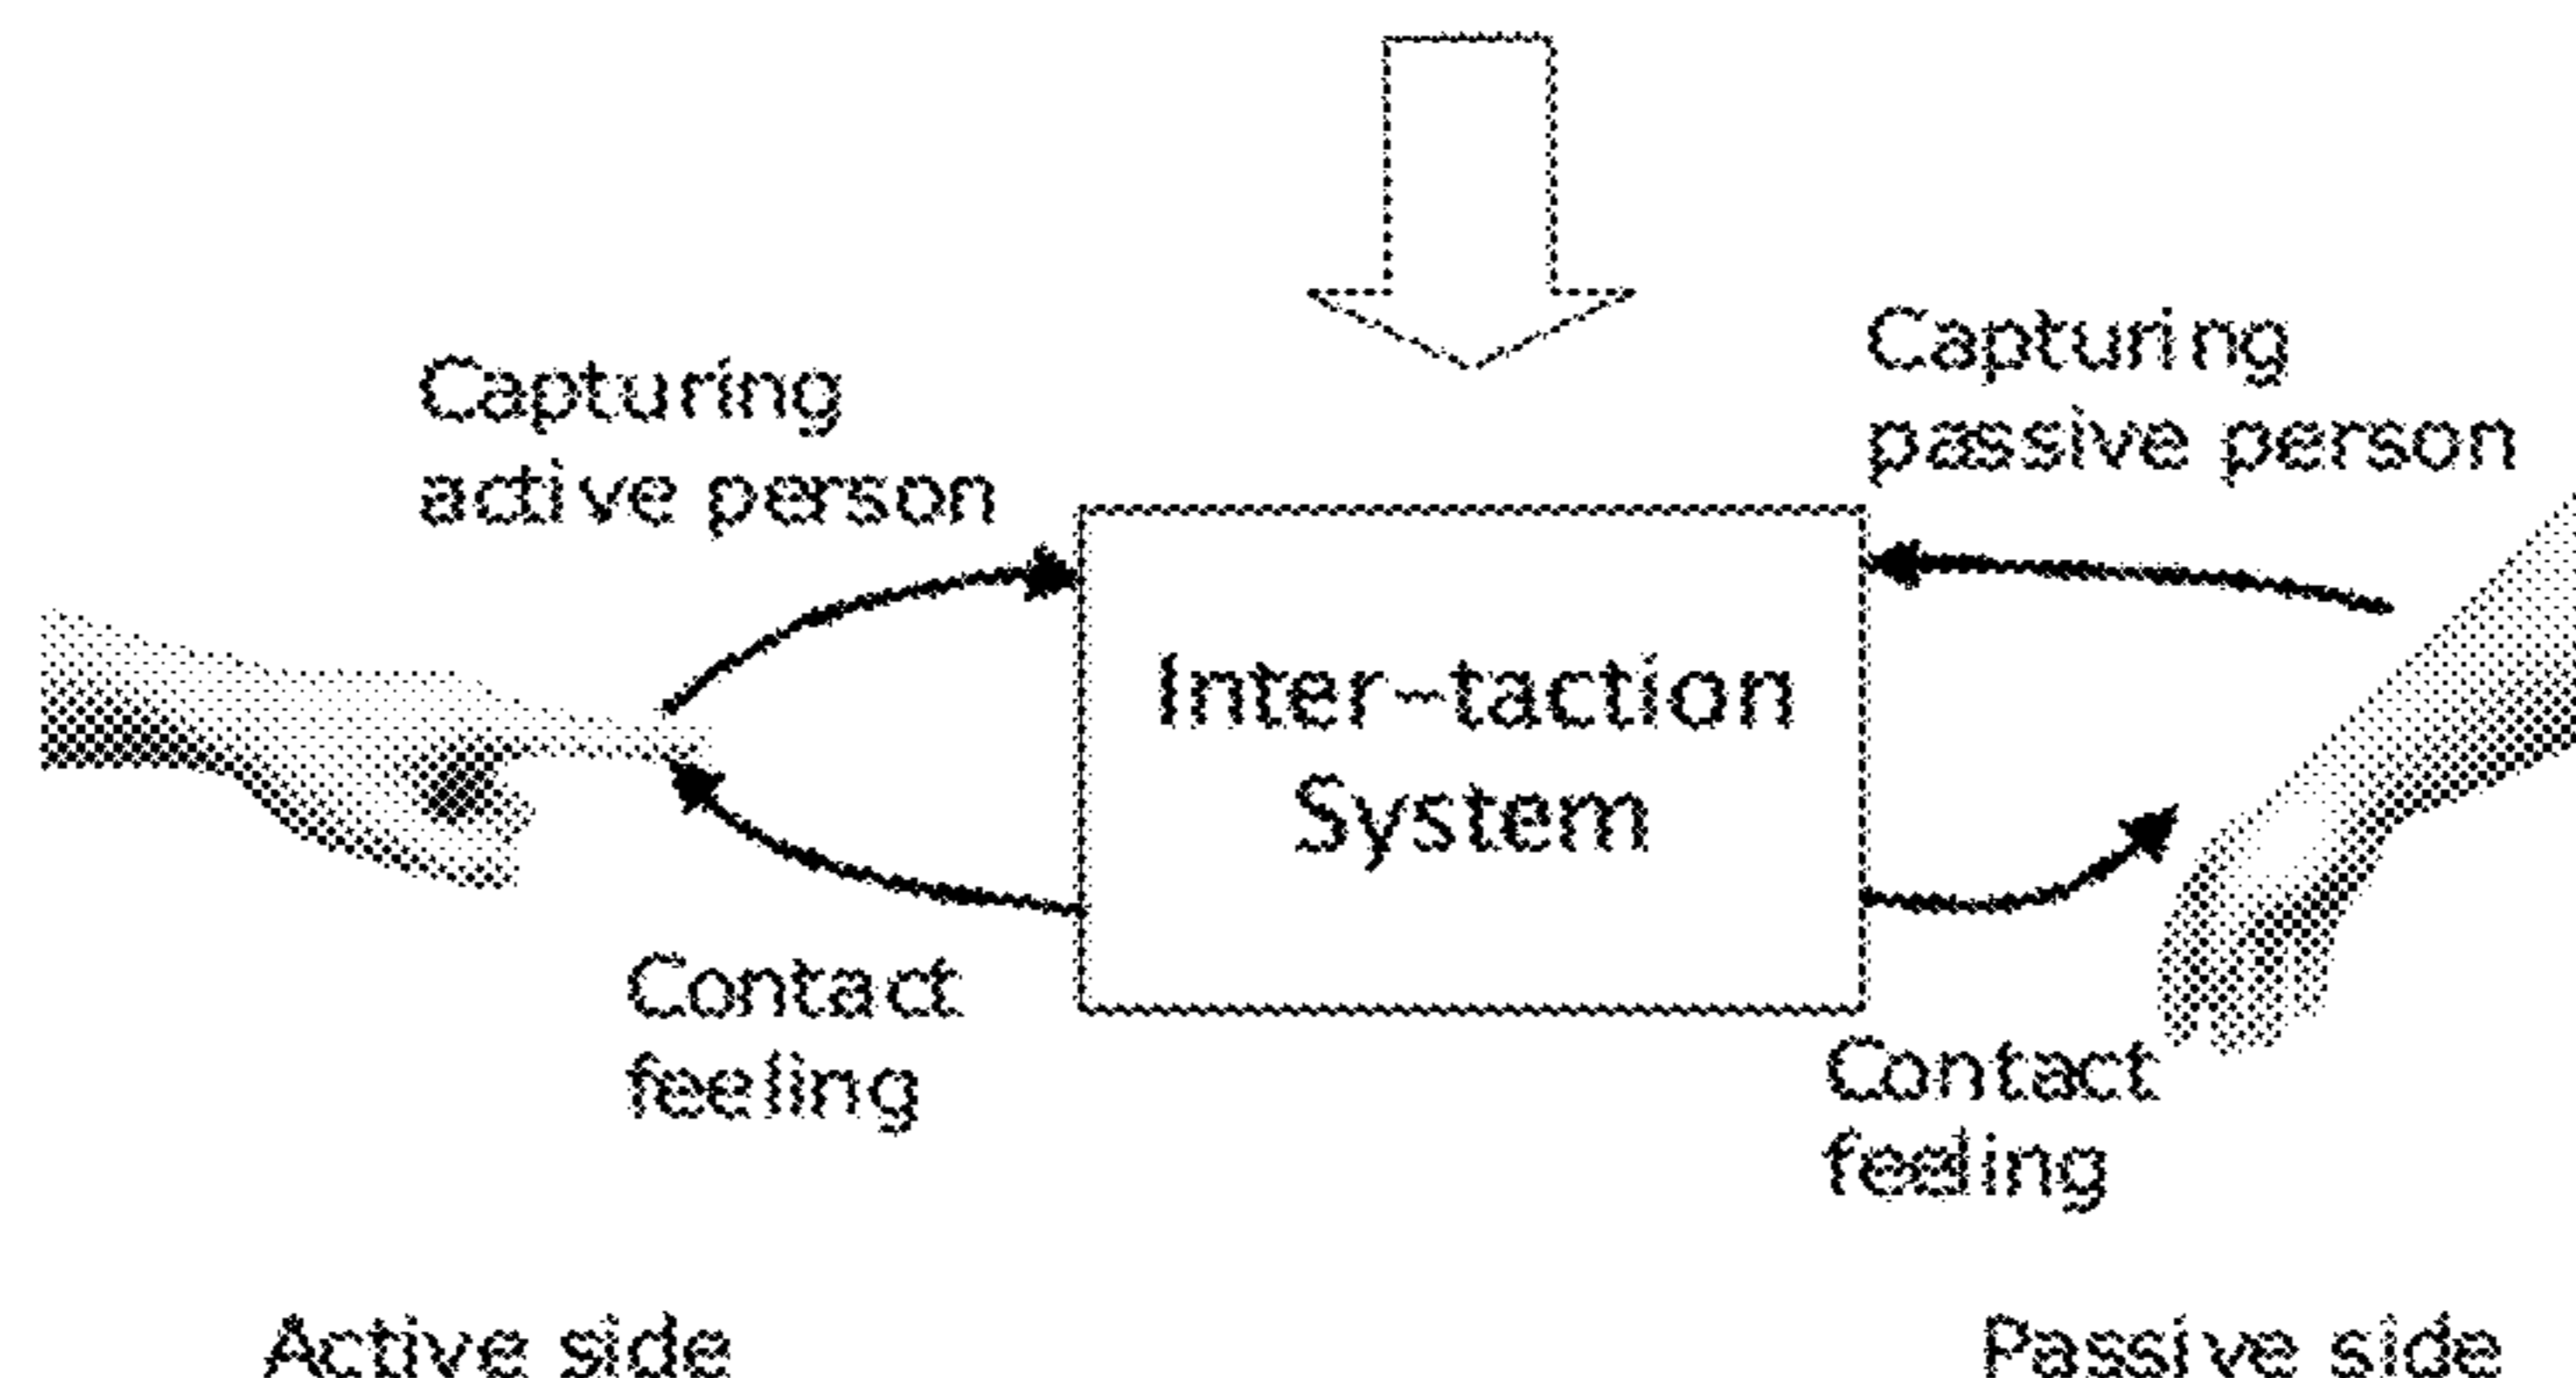 Capturing
active person
Capturing
passive person
Inter-taction
System
Contact
feeling
Contact
feeling
Active side
Passive side